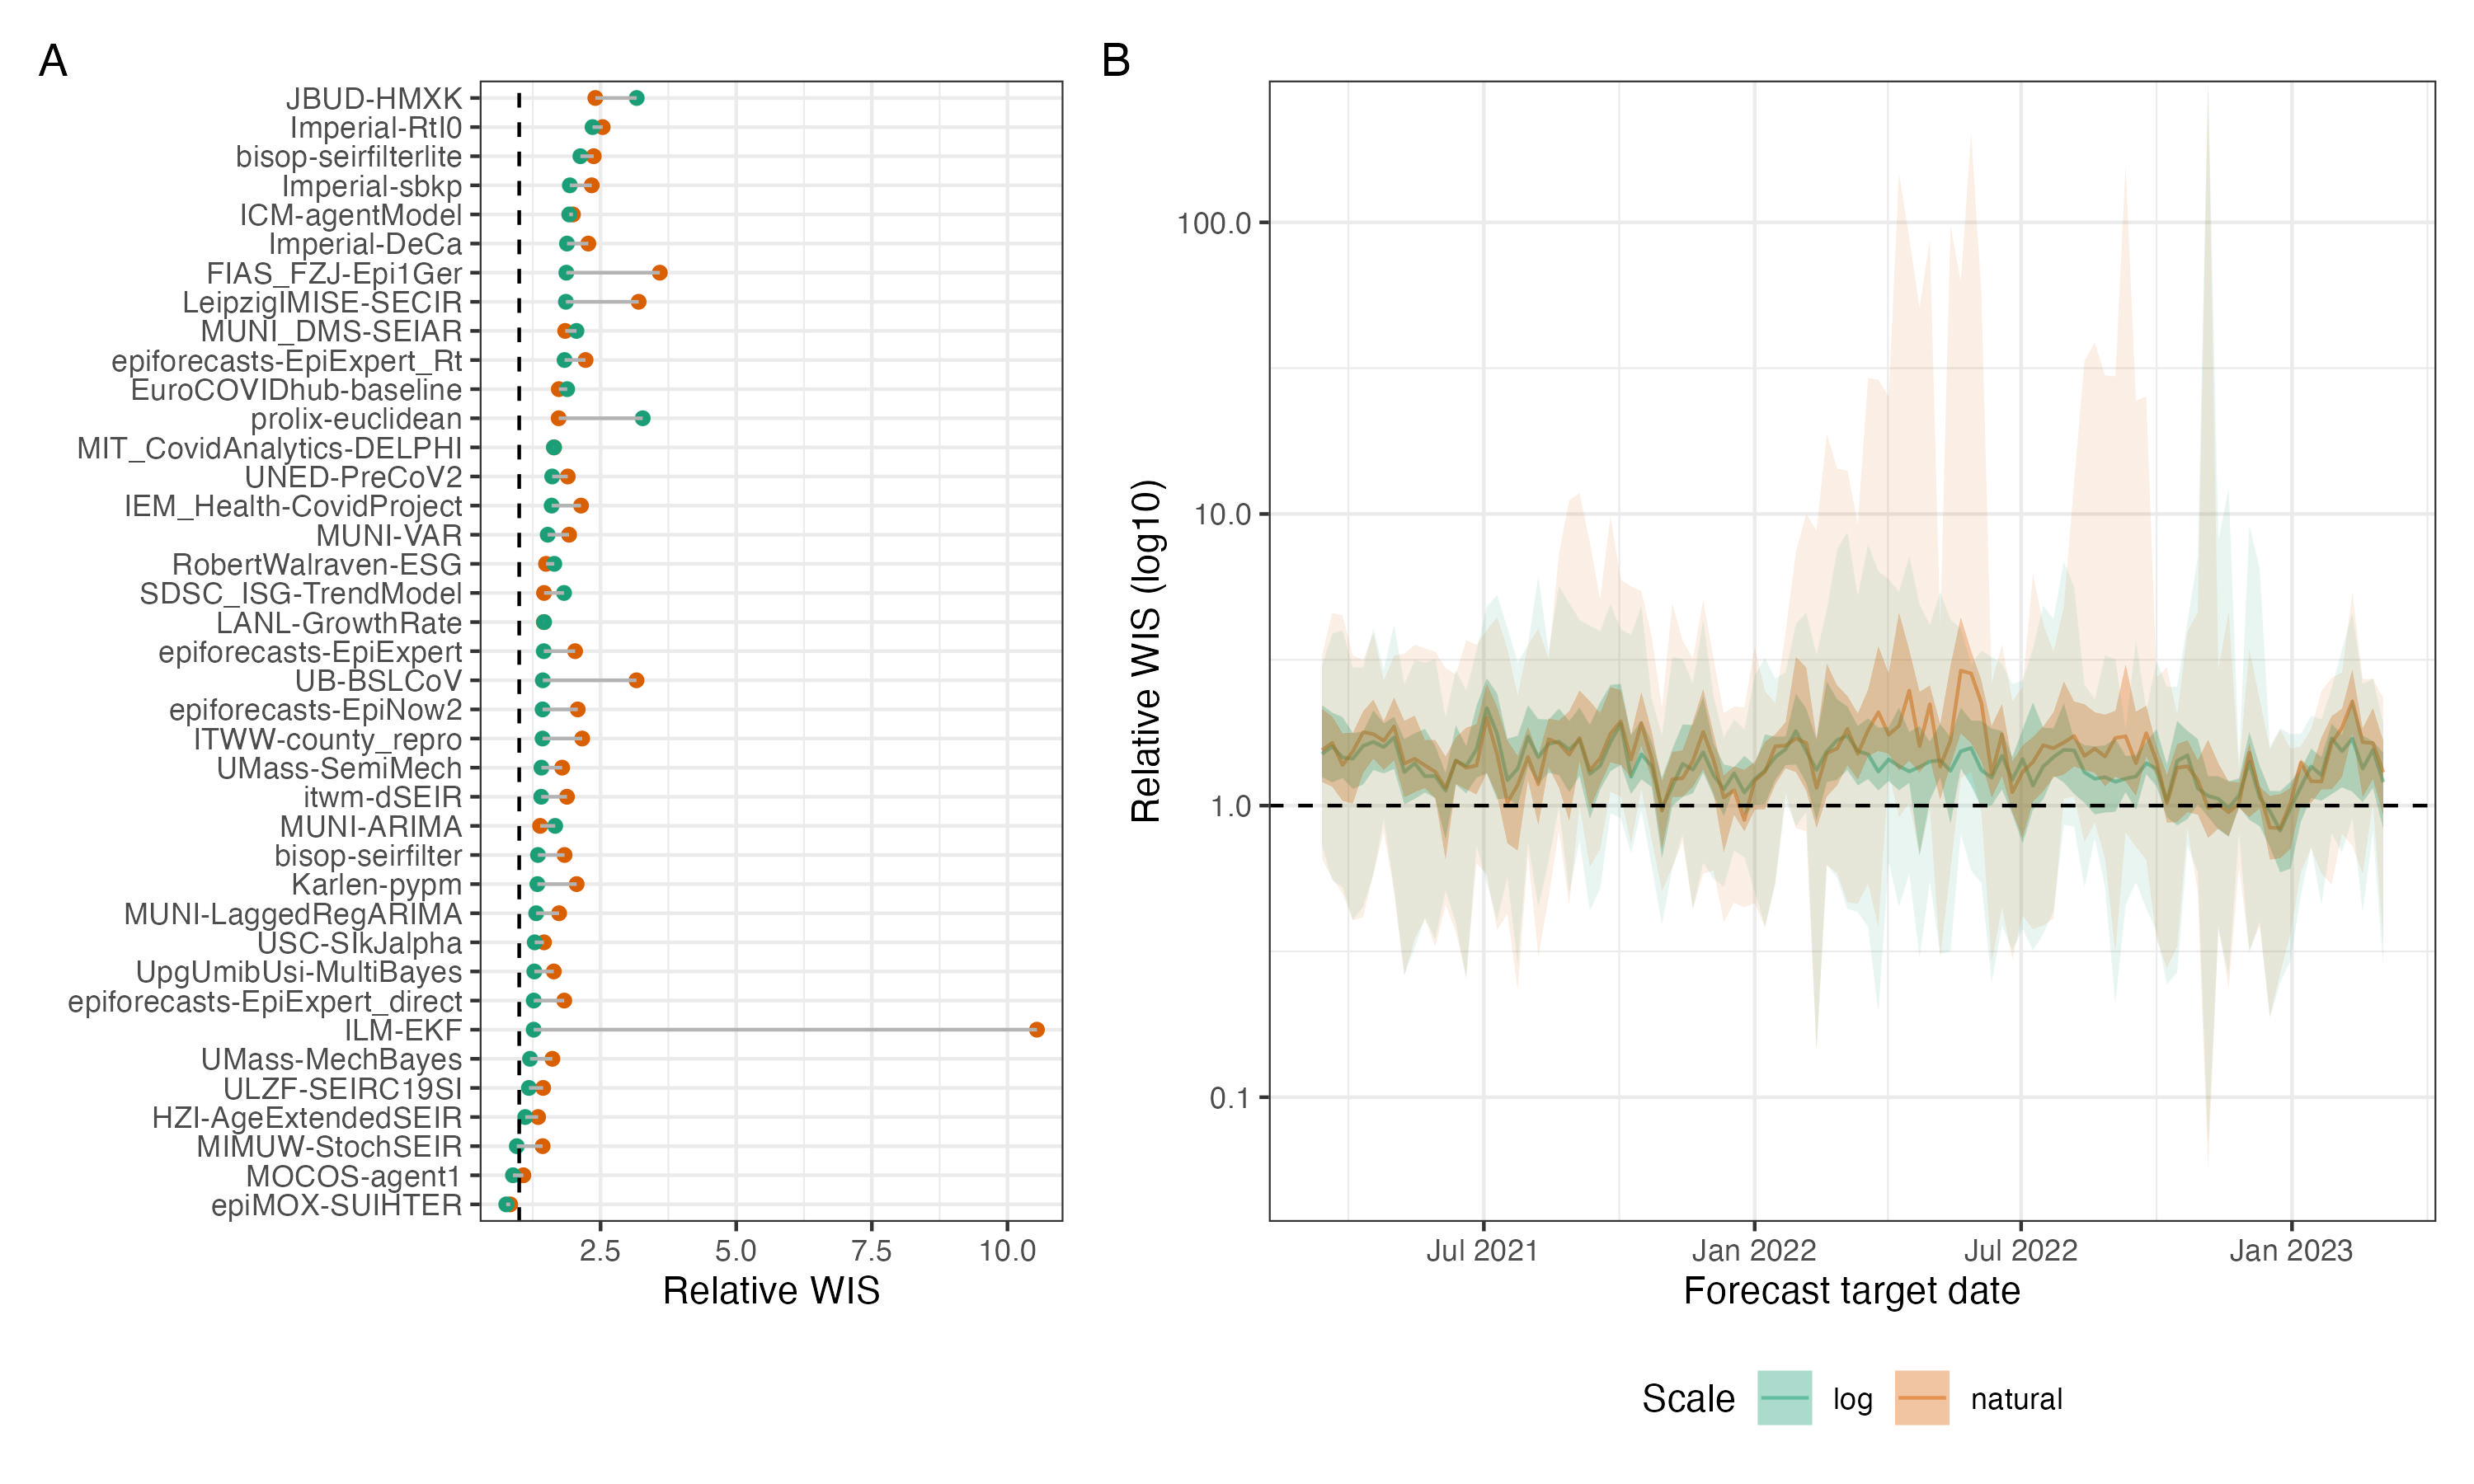 A
JBUD-HMXK
Imperial-RtI0
bisop-seirfilterlite
Imperial-sbkp
ICM-agentModel
Imperial-DeCa
FIAS_FZJ-Epi1Ger
LeipzigIMISE-SECIR
MUNI_DMS-SEIAR
epiforecasts-EpiExpert_Rt
EuroCOVIDhub-baseline
prolix-euclidean
MIT_CovidAnalytics-DELPHI
UNED-PreCoV2
IEM_Health-CovidProject
MUNI-VAR
RobertWalraven-ESG
SDSC_ISG-TrendModel
LANL-GrowthRate
epiforecasts-EpiExpert
UB-BSLCoV
epiforecasts-EpiNow2
ITWW-county_repro
UMass-SemiMech
itwm-dSEIR
MUNI-ARIMA
bisop-seirfilter
Karlen-pypm
MUNI-LaggedRegARIMA
USC-SIkJalpha
UpgUmibUsi-MultiBayes
epiforecasts-EpiExpert_direct
ILM-EKF
UMass-MechBayes
ULZF-SEIRC19SI
HZI-AgeExtendedSEIR
MIMUW-StochSEIR
MOCOS-agent1
epiMOX-SUIHTER
2.5 5.0 7.5 10.0
Relative WIS
B
Relative WIS (log10)
100.0
10.0
1.0
0.1
Jul 2021 Jan 2022 Jul 2022 Jan 2023
Forecast target date
Scale log natural